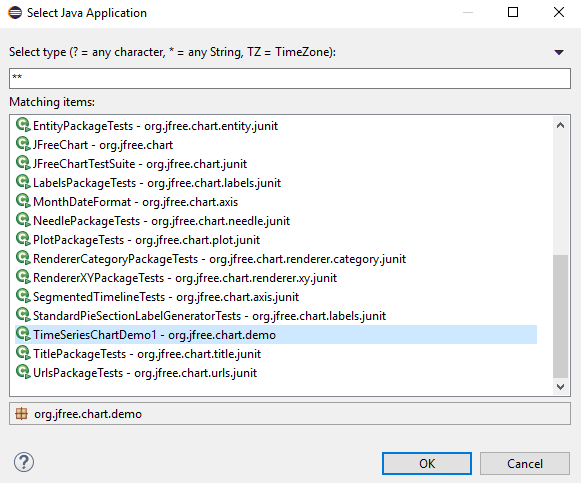 Select Java Application
Select type (? = any character, * = any String, TZ = TimeZone):
**
Matching items:
EntityPackageTests - org.jfree.chart.entity.junit
JFreeChart - org.jfree.chart
JFreeChartTestSuite - org.jfree.chart.junit
LabelsPackageTests - org.jfree.chart.labels.junit
MonthDateFormat - org.jfree.chart.axis
NeedlePackageTests - org.jfree.chart.needle.junit
PlotPackageTests - org.jfree.chart.plot.junit
RendererCategoryPackageTests - org.jfree.chart.renderer.category.junit
RendererXYPackageTests - org.jfree.chart.renderer.xy.junit
SegmentedTimelineTests - org.jfree.chart.axis.junit
StandardPieSectionLabelGeneratorTests - org.jfree.chart.labels.junit
TimeSeriesChartDemo1 - org.jfree.chart.demo
TitlePackageTests - org.jfree.chart.title.junit
UrlsPackageTests - org.jfree.chart.urls.junit
org.jfree.chart.demo
? OK Cancel